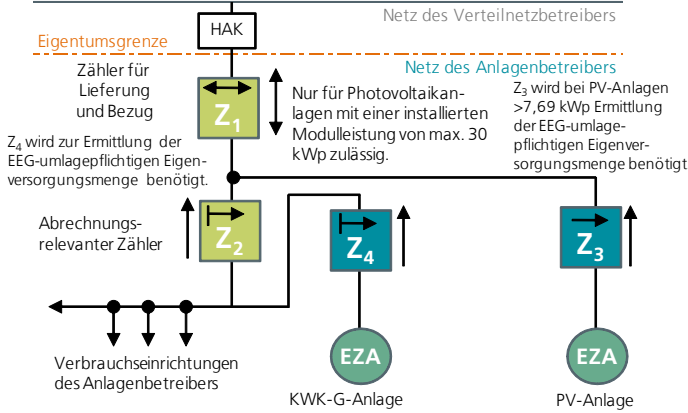 Netz des Verteilnetzbetreibers
HAK
Eigentumsgrenze
Netz des Anlagenbetreibers
Zähler für
Lieferung
und Bezug
Z1
Nur für Photovoltaikan-
lagen mit einer installierten
Modulleistung von max. 30
kWp zulässig.
Z3 wird bei PV-Anlagen
>7,69 kWp Ermittlung
der EEG-umlage-
pflichtigen Eigenver-
sorgungsmenge benötigt
Z4 wird zur Ermittlung der
EEG-umlagepflichtigen Eigen-
versorgungsmenge benötigt.
Abrechnungs-
relevanter Zähler
Z2
Z4
Z3
Verbrauchseinrichtungen
des Anlagenbetreibers
EZA
EZA
KWK-G-Anlage
PV-Anlage